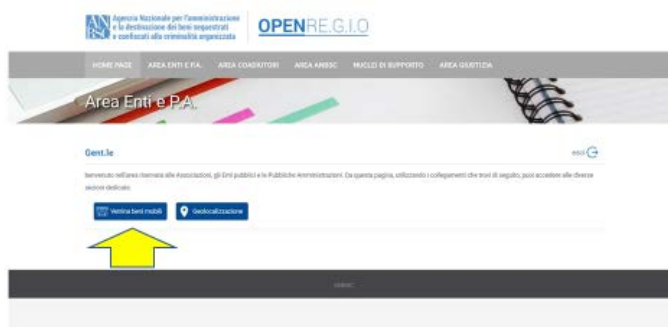 Agenzia Nazionale per l'amministrazione
e la destinazione dei beni sequestrati
e confiscati alla criminalità organizzata
OPENRE.G.I.O
HOME PAGE AREA ENTI E P.A. AREA COADIUTORI AREA ANBSC NUCLEI DI SUPPORTO AREA GIUSTIZIA
Area Enti e P.A.
Gent.le esci
benvenuto nell'area riservata alle Associazioni, gli Enti pubblici e le Pubbliche Amministrazioni. Da questa pagina, utilizzando i collegamenti che trovi di seguito, puoi accedere alle diverse
sezioni dedicate.
Vetrina beni mobili Geolocalizzazione